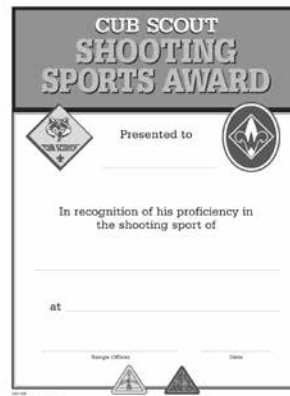 CUB SCOUT
SHOOTING
SPORTS AWARD
Presented to
In recognition of his proficiency in
the shooting sport of
at
Range Officer Date